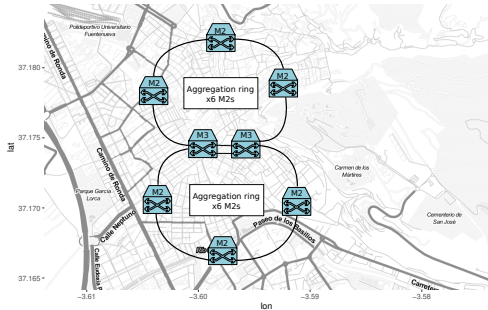 Polideportivo Universitario
Fuentenueva
Camino de Ronda
M2
37.180
M2
M2
Aggregation ring
x6 M2s
lat
37.175
M3
M3
Camino de Ronda
Carmen de los
Mártires
Parque García
Lorca
M2
Aggregation ring
x6 M2s
M2
37.170
Calle Neptuno
Paseo de los Basilios
Cementerio de
San José
M2
37.165
Carrete
−3.61
−3.60
−3.59
−3.58
lon